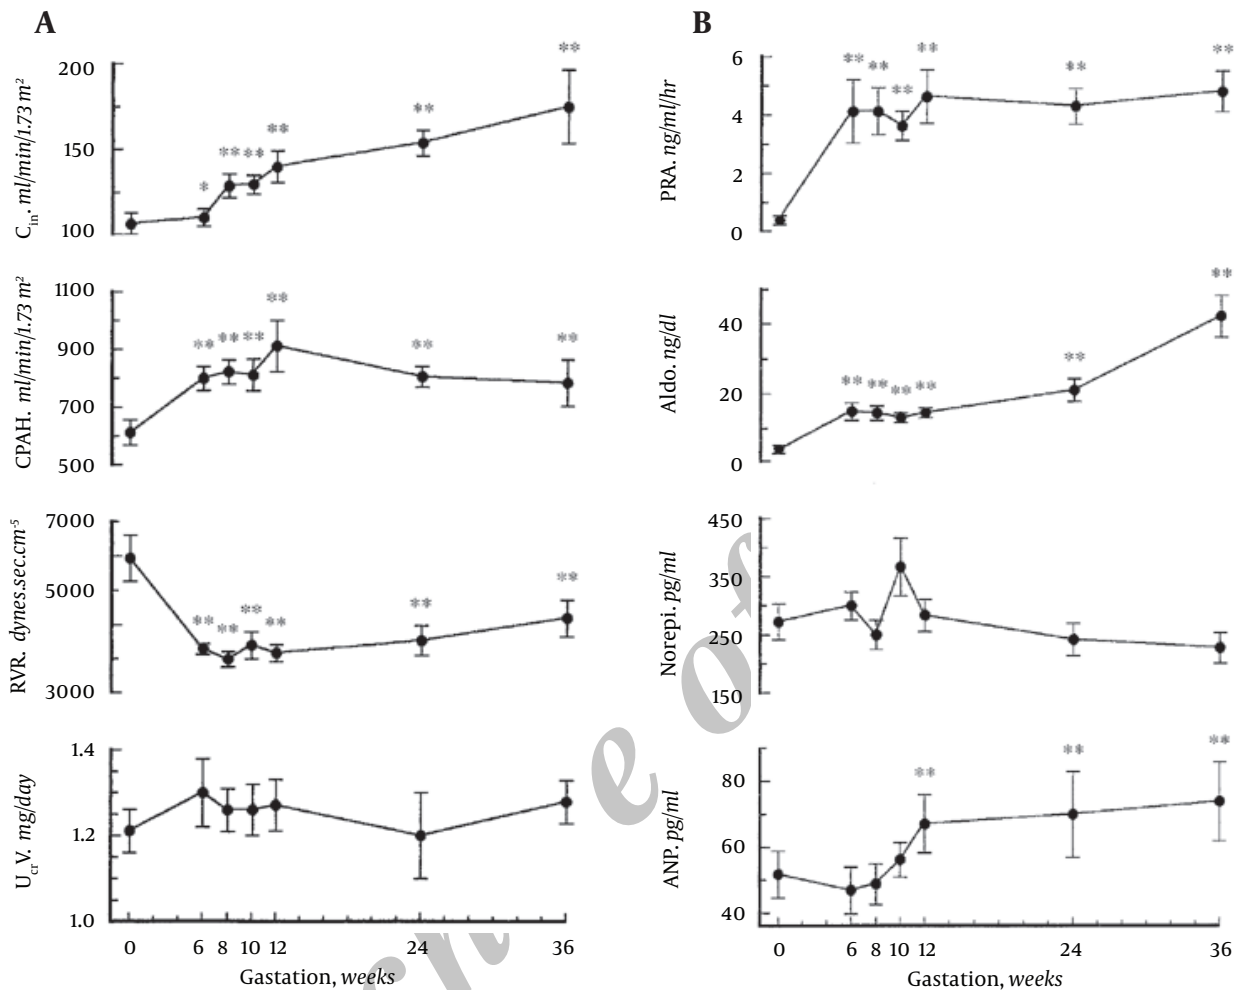 A
C_in. ml/min/1.73 m²
200
150
100
**
**
**
** **
*
CPAH. ml/min/1.73 m²
1100
900
700
500
**
** ** **
**
**
RVR. dynes.sec.cm⁻⁵
7000
5000
3000
** ** ** **
**
**
U_cr V. mg/day
1.4
1.2
1.0
0 6 8 10 12 24 36
Gastation, weeks
B
PRA. ng/ml/hr
6
4
2
0
** ** ** **
**
**
Aldo. ng/dl
40
20
0
** ** ** **
**
**
Norepi. pg/ml
450
350
250
150
ANP. pg/ml
80
60
40
**
**
**
0 6 8 10 12 24 36
Gastation, weeks
e of